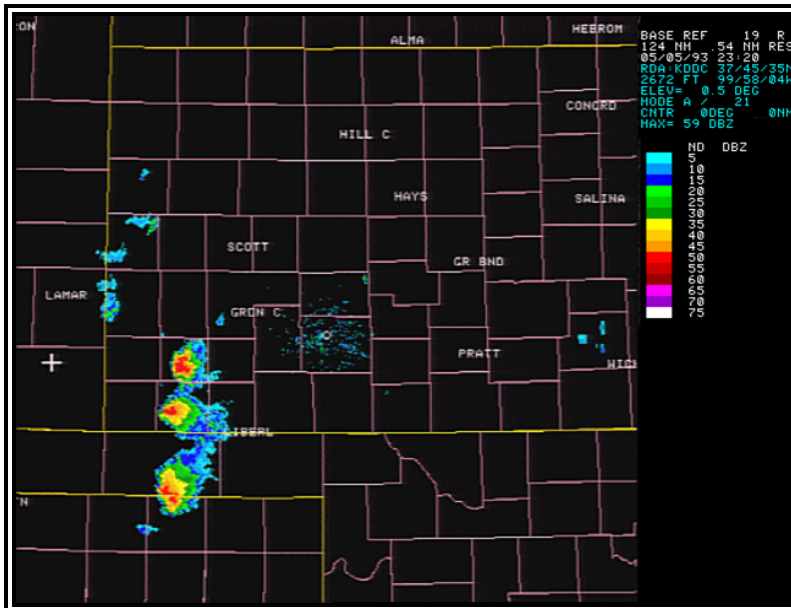 ON
ALMA
HEBROM
CONCRD
HILL C
HAYS
SALINA
SCOTT
GR BND
LAMAR
GRDN C
PRATT
WICH
LIBERL
N
BASE REF 19 R
124 NM .54 NM RES
05/05/93 23:20
RDA:KDDC 37/45/35N
2672 FT 99/58/04W
ELEV= 0.5 DEG
MODE A / 21
CNTR 0DEG 0NM
MAX= 59 DBZ
ND DBZ
5
10
15
20
25
30
35
40
45
50
55
60
65
70
75